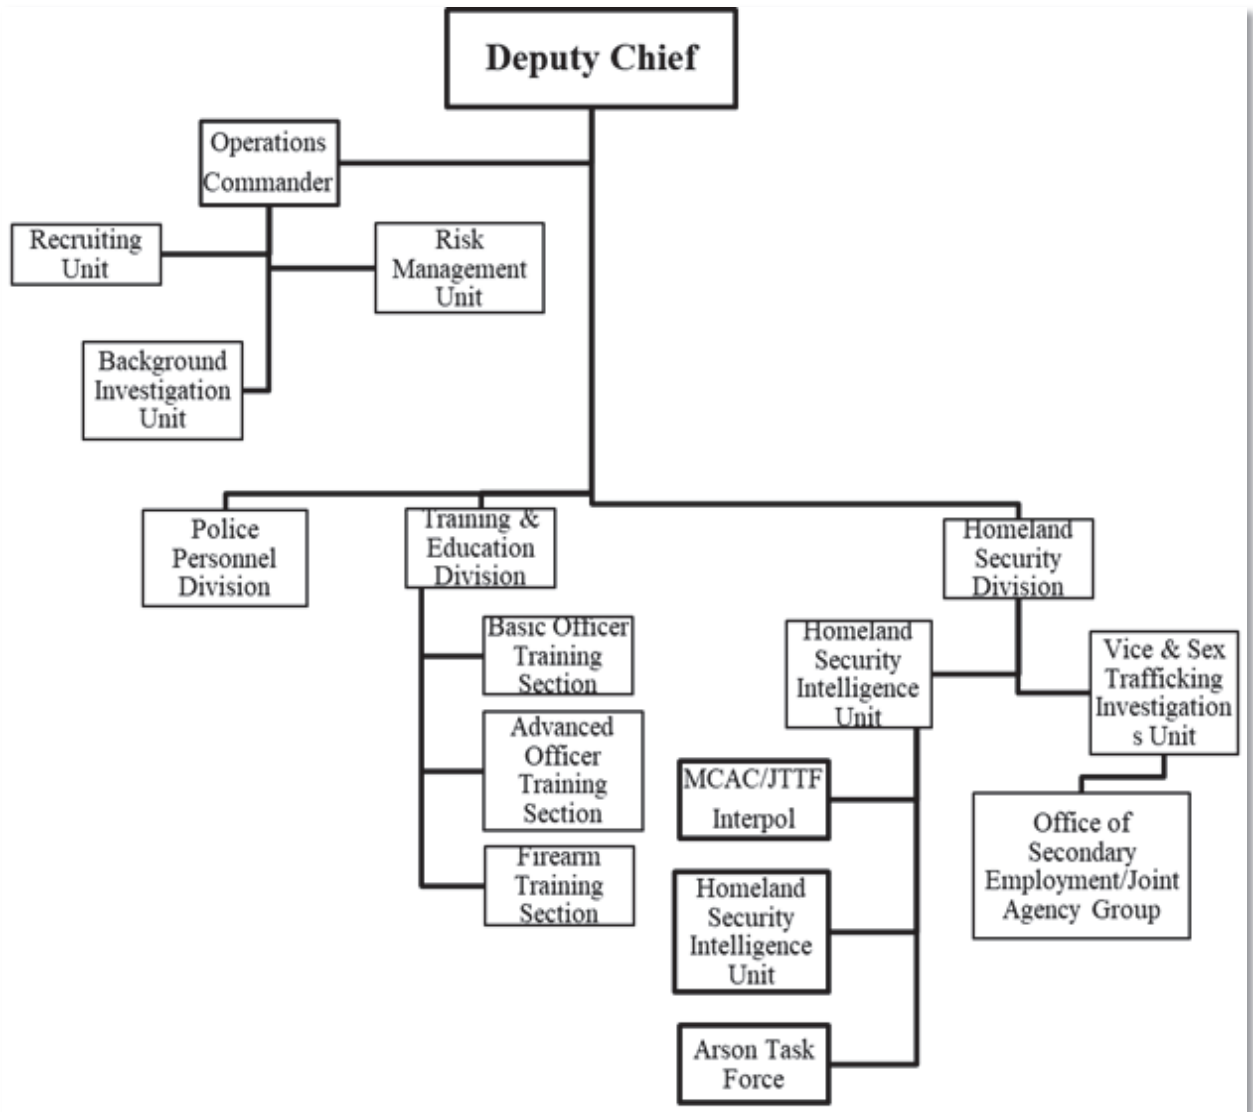 Deputy Chief
Operations
Commander
Recruiting
Unit
Risk
Management
Unit
Background
Investigation
Unit
Police
Personnel
Division
Training &
Education
Division
Homeland
Security
Division
Basic Officer
Training
Section
Advanced
Officer
Training
Section
Firearm
Training
Section
Homeland
Security
Intelligence
Unit
Vice & Sex
Trafficking
Investigation
s Unit
MCAC/JTTF
Interpol
Homeland
Security
Intelligence
Unit
Arson Task
Force
Office of
Secondary
Employment/Joint
Agency Group